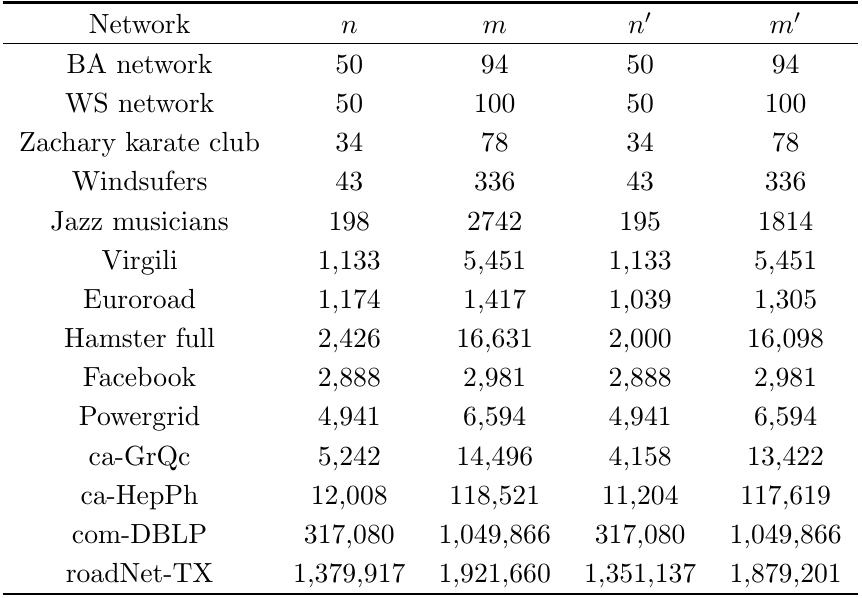 Network n m n′ m′
BA network 50 94 50 94
WS network 50 100 50 100
Zachary karate club 34 78 34 78
Windsufers 43 336 43 336
Jazz musicians 198 2742 195 1814
Virgili 1,133 5,451 1,133 5,451
Euroroad 1,174 1,417 1,039 1,305
Hamster full 2,426 16,631 2,000 16,098
Facebook 2,888 2,981 2,888 2,981
Powergrid 4,941 6,594 4,941 6,594
ca-GrQc 5,242 14,496 4,158 13,422
ca-HepPh 12,008 118,521 11,204 117,619
com-DBLP 317,080 1,049,866 317,080 1,049,866
roadNet-TX 1,379,917 1,921,660 1,351,137 1,879,201